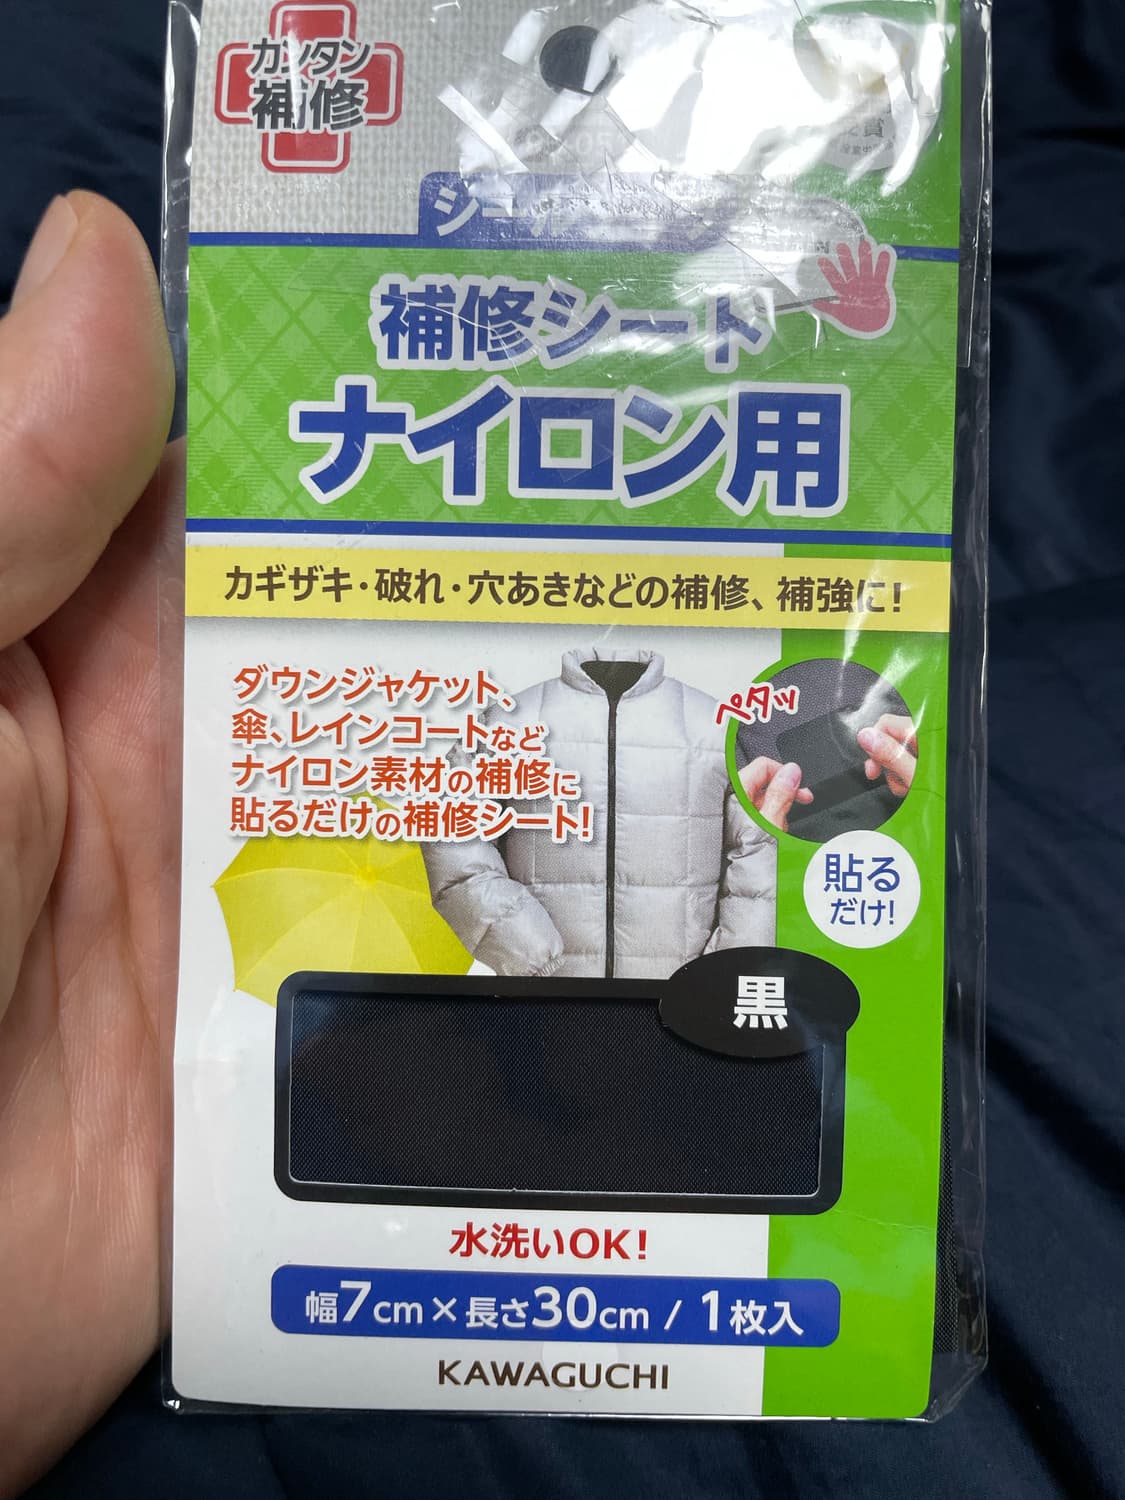 カンタン
補修
補修シート
ナイロン用
カギザキ・破れ・穴あきなどの補修、補強に!
ダウンジャケット、
傘、レインコートなど
ナイロン素材の補修に
貼るだけの補修シート!
ペタッ
貼る
だけ!
黒
水洗いOK!
幅7cm×長さ30cm / 1枚入
KAWAGUCHI